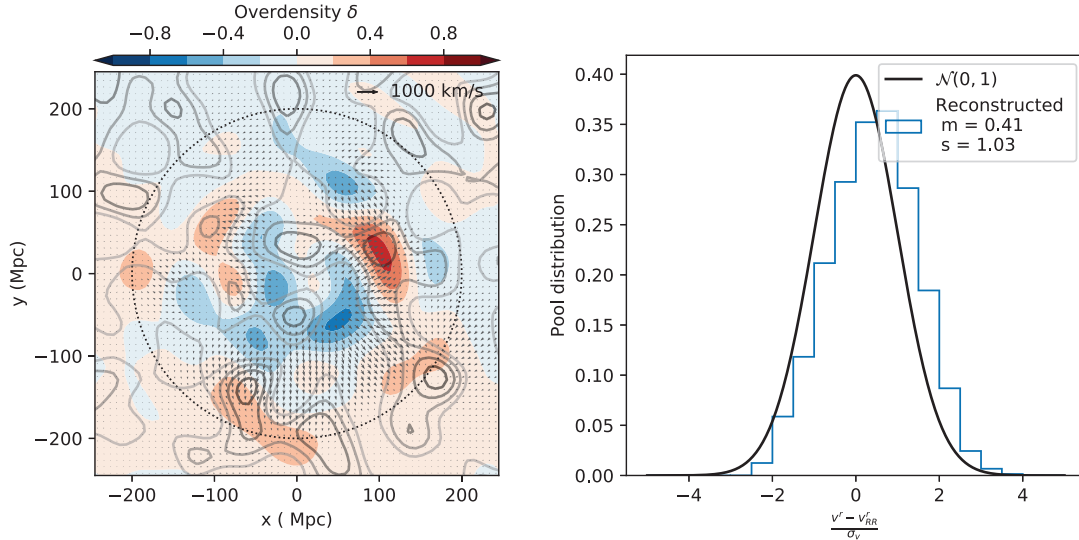 Overdensity δ
−0.8 −0.4 0.0 0.4 0.8
1000 km/s
200
100
0
−100
−200
y (Mpc)
−200 −100 0 100 200
x ( Mpc)
0.40
0.35
0.30
0.25
0.20
0.15
0.10
0.05
0.00
Pool distribution
𝒩(0, 1)
Reconstructed
m = 0.41
s = 1.03
−4 −2 0 2 4
v^r − v^r_RR
σ_v